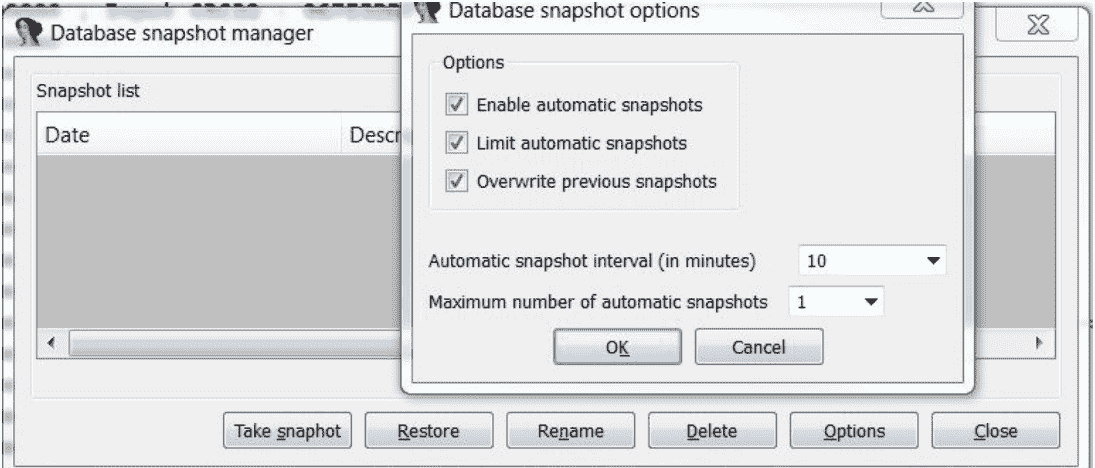 Database snapshot manager
Database snapshot options
Snapshot list
Date
Descr
Options
Enable automatic snapshots
Limit automatic snapshots
Overwrite previous snapshots
Automatic snapshot interval (in minutes) 10
Maximum number of automatic snapshots 1
OK Cancel
Take snaphot Restore Rename Delete Options Close